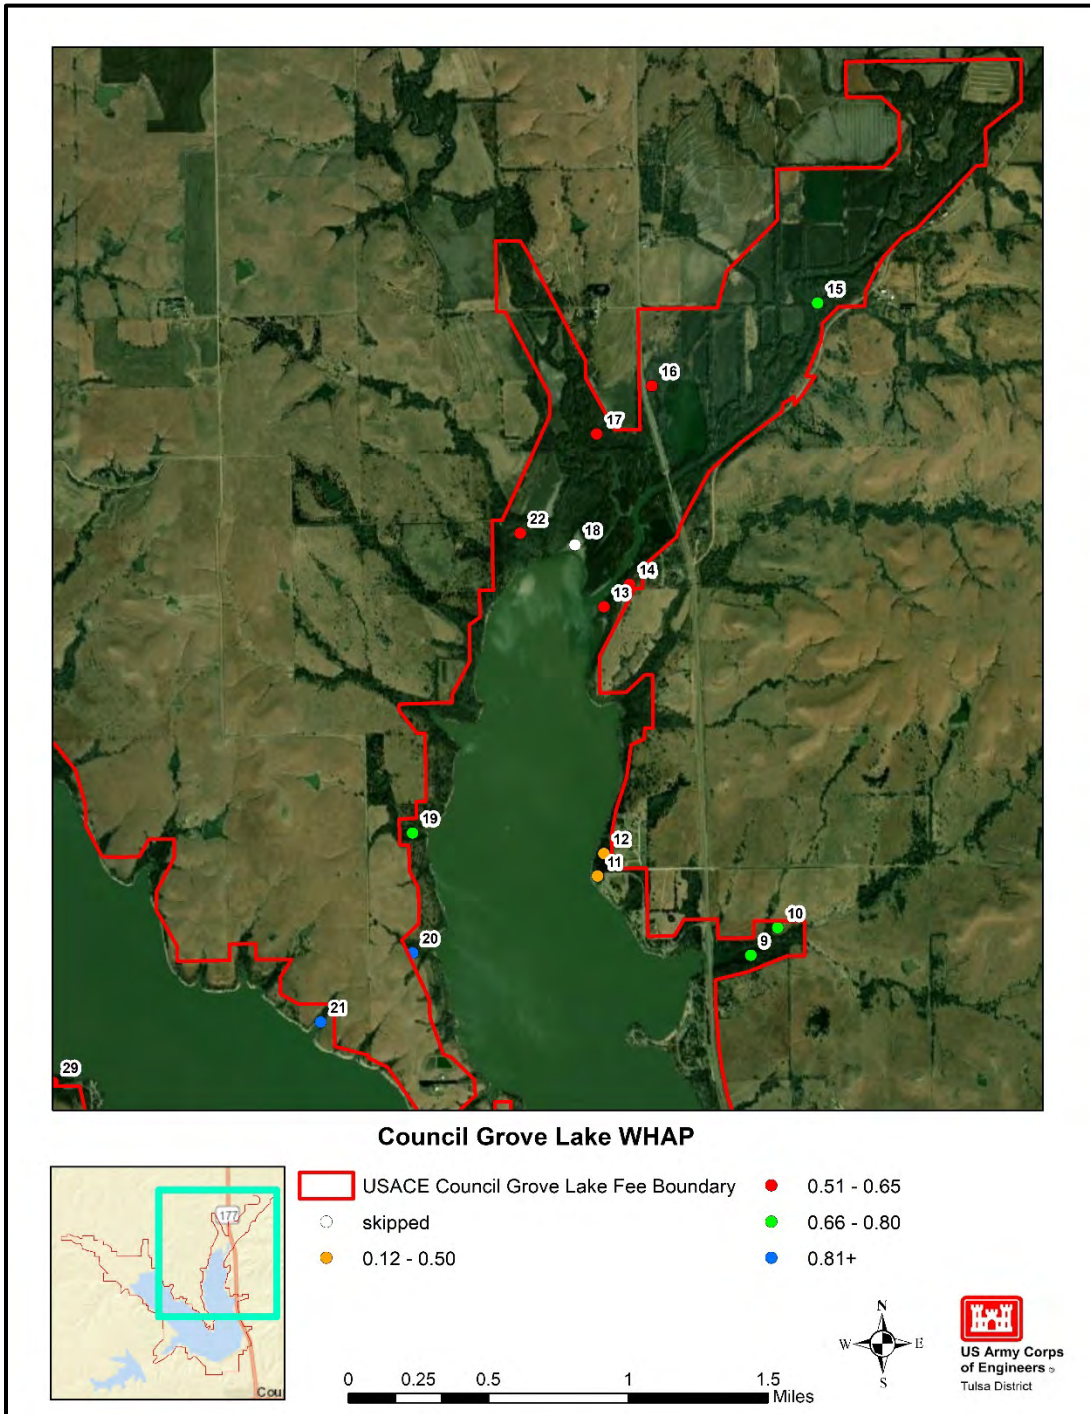 15
16
17
22
18
14
13
19
12
11
10
20
9
21
29
Council Grove Lake WHAP
177
Cou
USACE Council Grove Lake Fee Boundary
skipped
0.12 - 0.50
0.51 - 0.65
0.66 - 0.80
0.81+
N
W E
S
US Army Corps
of Engineers
Tulsa District
0 0.25 0.5 1 1.5
Miles